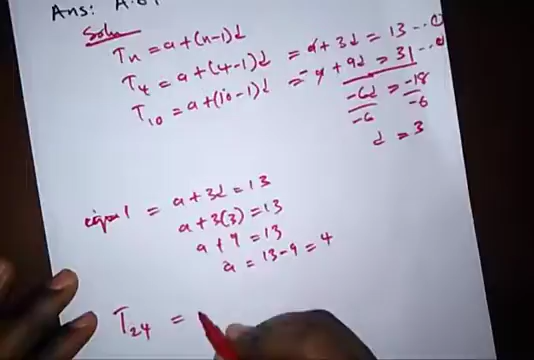 Ans: A.P.
Soln
Tn = a+(n-1)d
T4 = a+(4-1)d = a+3d = 13 ... ①
T10 = a+(10-1)d = a+9d = 31 ... ②
-6d = -18
-6 -6
d = 3
eqn 1 = a+3d=13
a+3(3)=13
a+9=13
a = 13-9=4
T24 =